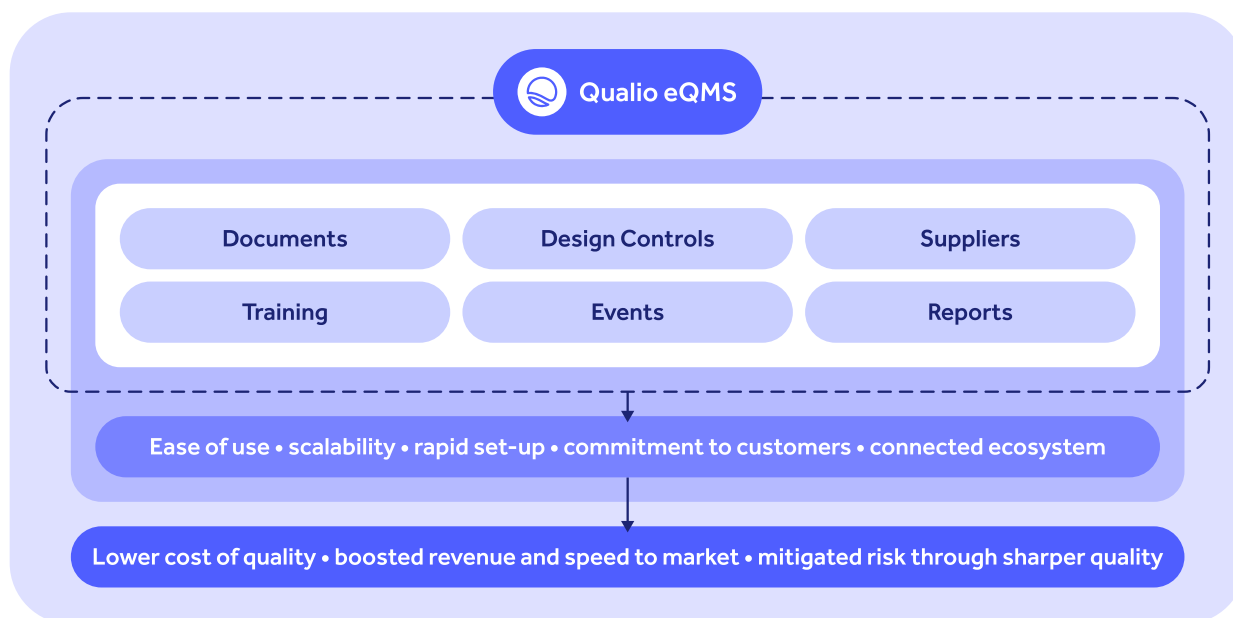 Qualio eQMS
Documents
Design Controls
Suppliers
Training
Events
Reports
Ease of use • scalability • rapid set-up • commitment to customers • connected ecosystem
Lower cost of quality • boosted revenue and speed to market • mitigated risk through sharper quality